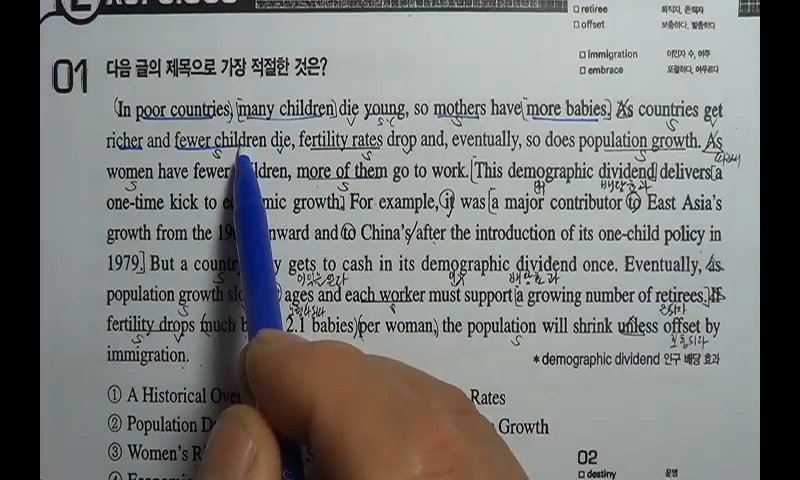 retiree 퇴직자, 은퇴자
offset 보충하다, 벌충하다
immigration 이민자 수, 이주
embrace 포괄하다, 아우르다
01 다음 글의 제목으로 가장 적절한 것은?
In poor countries, many children die young, so mothers have more babies. As countries get
richer and fewer children die, fertility rates drop and, eventually, so does population growth. As
women have fewer children, more of them go to work. This demographic dividend delivers a
one-time kick to economic growth. For example, it was a major contributor to East Asia's
growth from the onward and to China's after the introduction of its one-child policy in
1979. But a country gets to cash in its demographic dividend once. Eventually, as
population growth ages and each worker must support a growing number of retirees. If
fertility drops (much 2.1 babies) per woman, the population will shrink unless offset by
immigration.
* demographic dividend 인구 배당 효과
① A Historical Rates
② Population Growth
③ Women's
02
destiny 운명